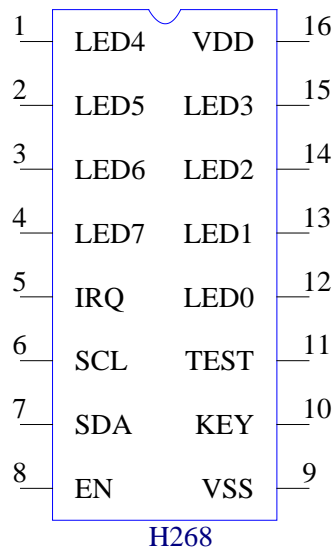 1 LED4 VDD 16
2 LED5 LED3 15
3 LED6 LED2 14
4 LED7 LED1 13
5 IRQ LED0 12
6 SCL TEST 11
7 SDA KEY 10
8 EN VSS 9
H268